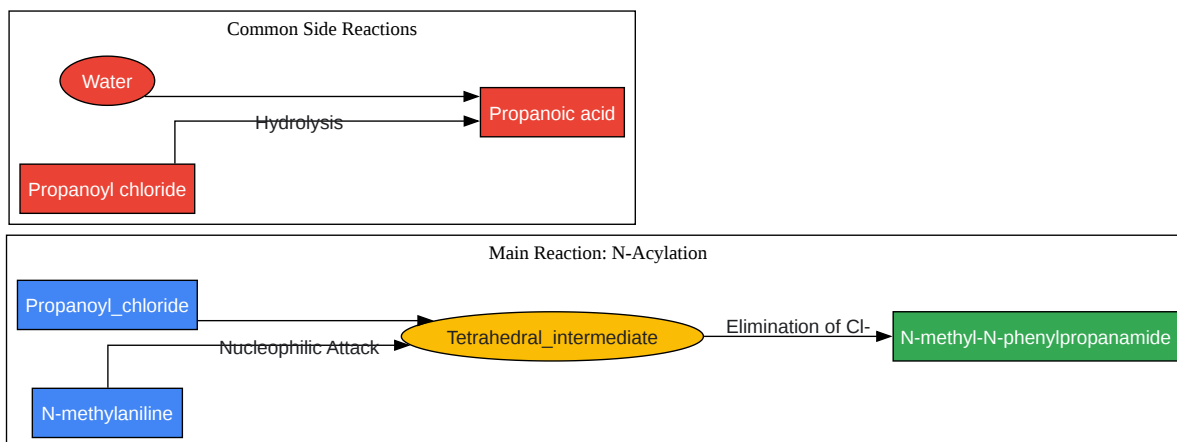 Common Side Reactions
Water
Propanoic acid
Hydrolysis
Propanoyl chloride
Main Reaction: N-Acylation
Propanoyl_chloride
Elimination of Cl-
Tetrahedral_intermediate
N-methyl-N-phenylpropanamide
Nucleophilic Attack
N-methylaniline